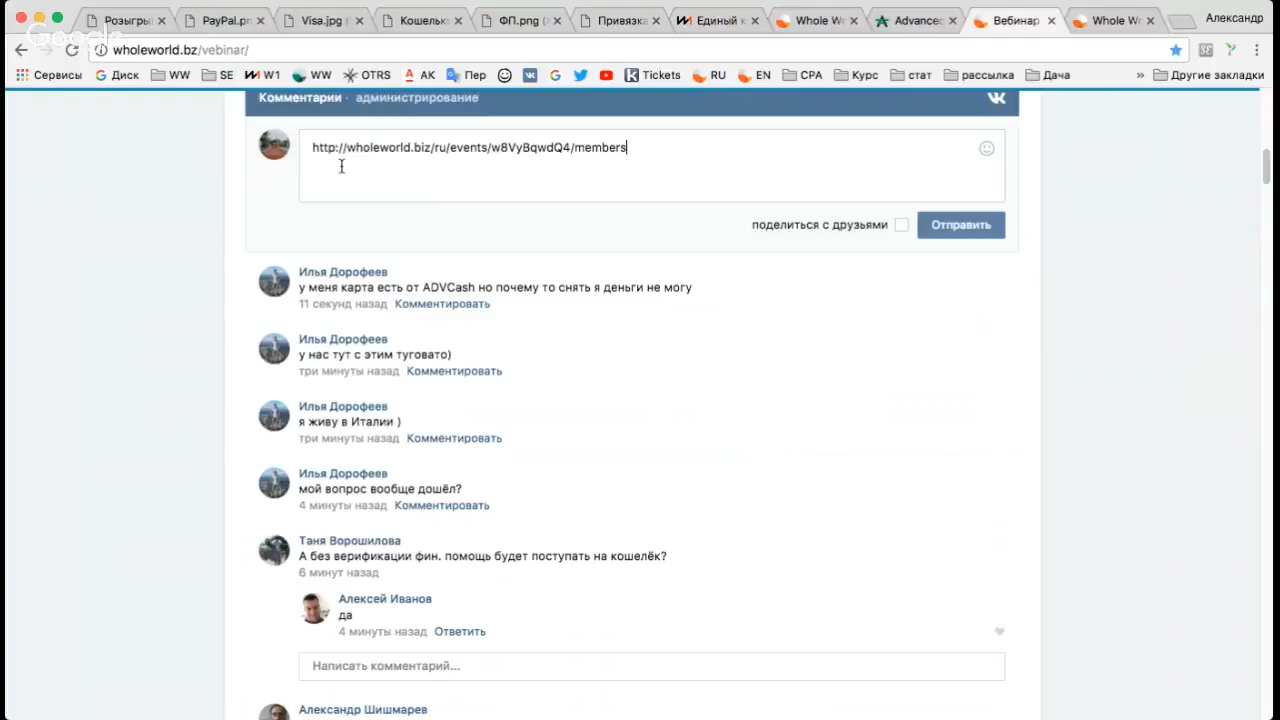 Розыгры
PayPal.pn
Visa.jpg (
Кошельк
ФП.png (
Привязка
Единый к
Whole W
Advance
Вебинар
Whole W
Александр
Google
wholeworld.bz/vebinar/
Сервисы
Диск
WW
SE
W1
WW
OTRS
АК
Пер
Tickets
RU
EN
CPA
Курс
стат
рассылка
Дача
»
Другие закладки
Комментарии · администрирование
http://wholeworld.biz/ru/events/w8VyBqwdQ4/members
поделиться с друзьями
Отправить
Илья Дорофеев
у меня карта есть от ADVCash но почему то снять я деньги не могу
11 секунд назад Комментировать
Илья Дорофеев
у нас тут с этим туговато)
три минуты назад Комментировать
Илья Дорофеев
я живу в Италии )
три минуты назад Комментировать
Илья Дорофеев
мой вопрос вообще дошёл?
4 минуты назад Комментировать
Таня Ворошилова
А без верификации фин. помощь будет поступать на кошелёк?
6 минут назад
Алексей Иванов
да
4 минуты назад Ответить
Написать комментарий...
Александр Шишмарев